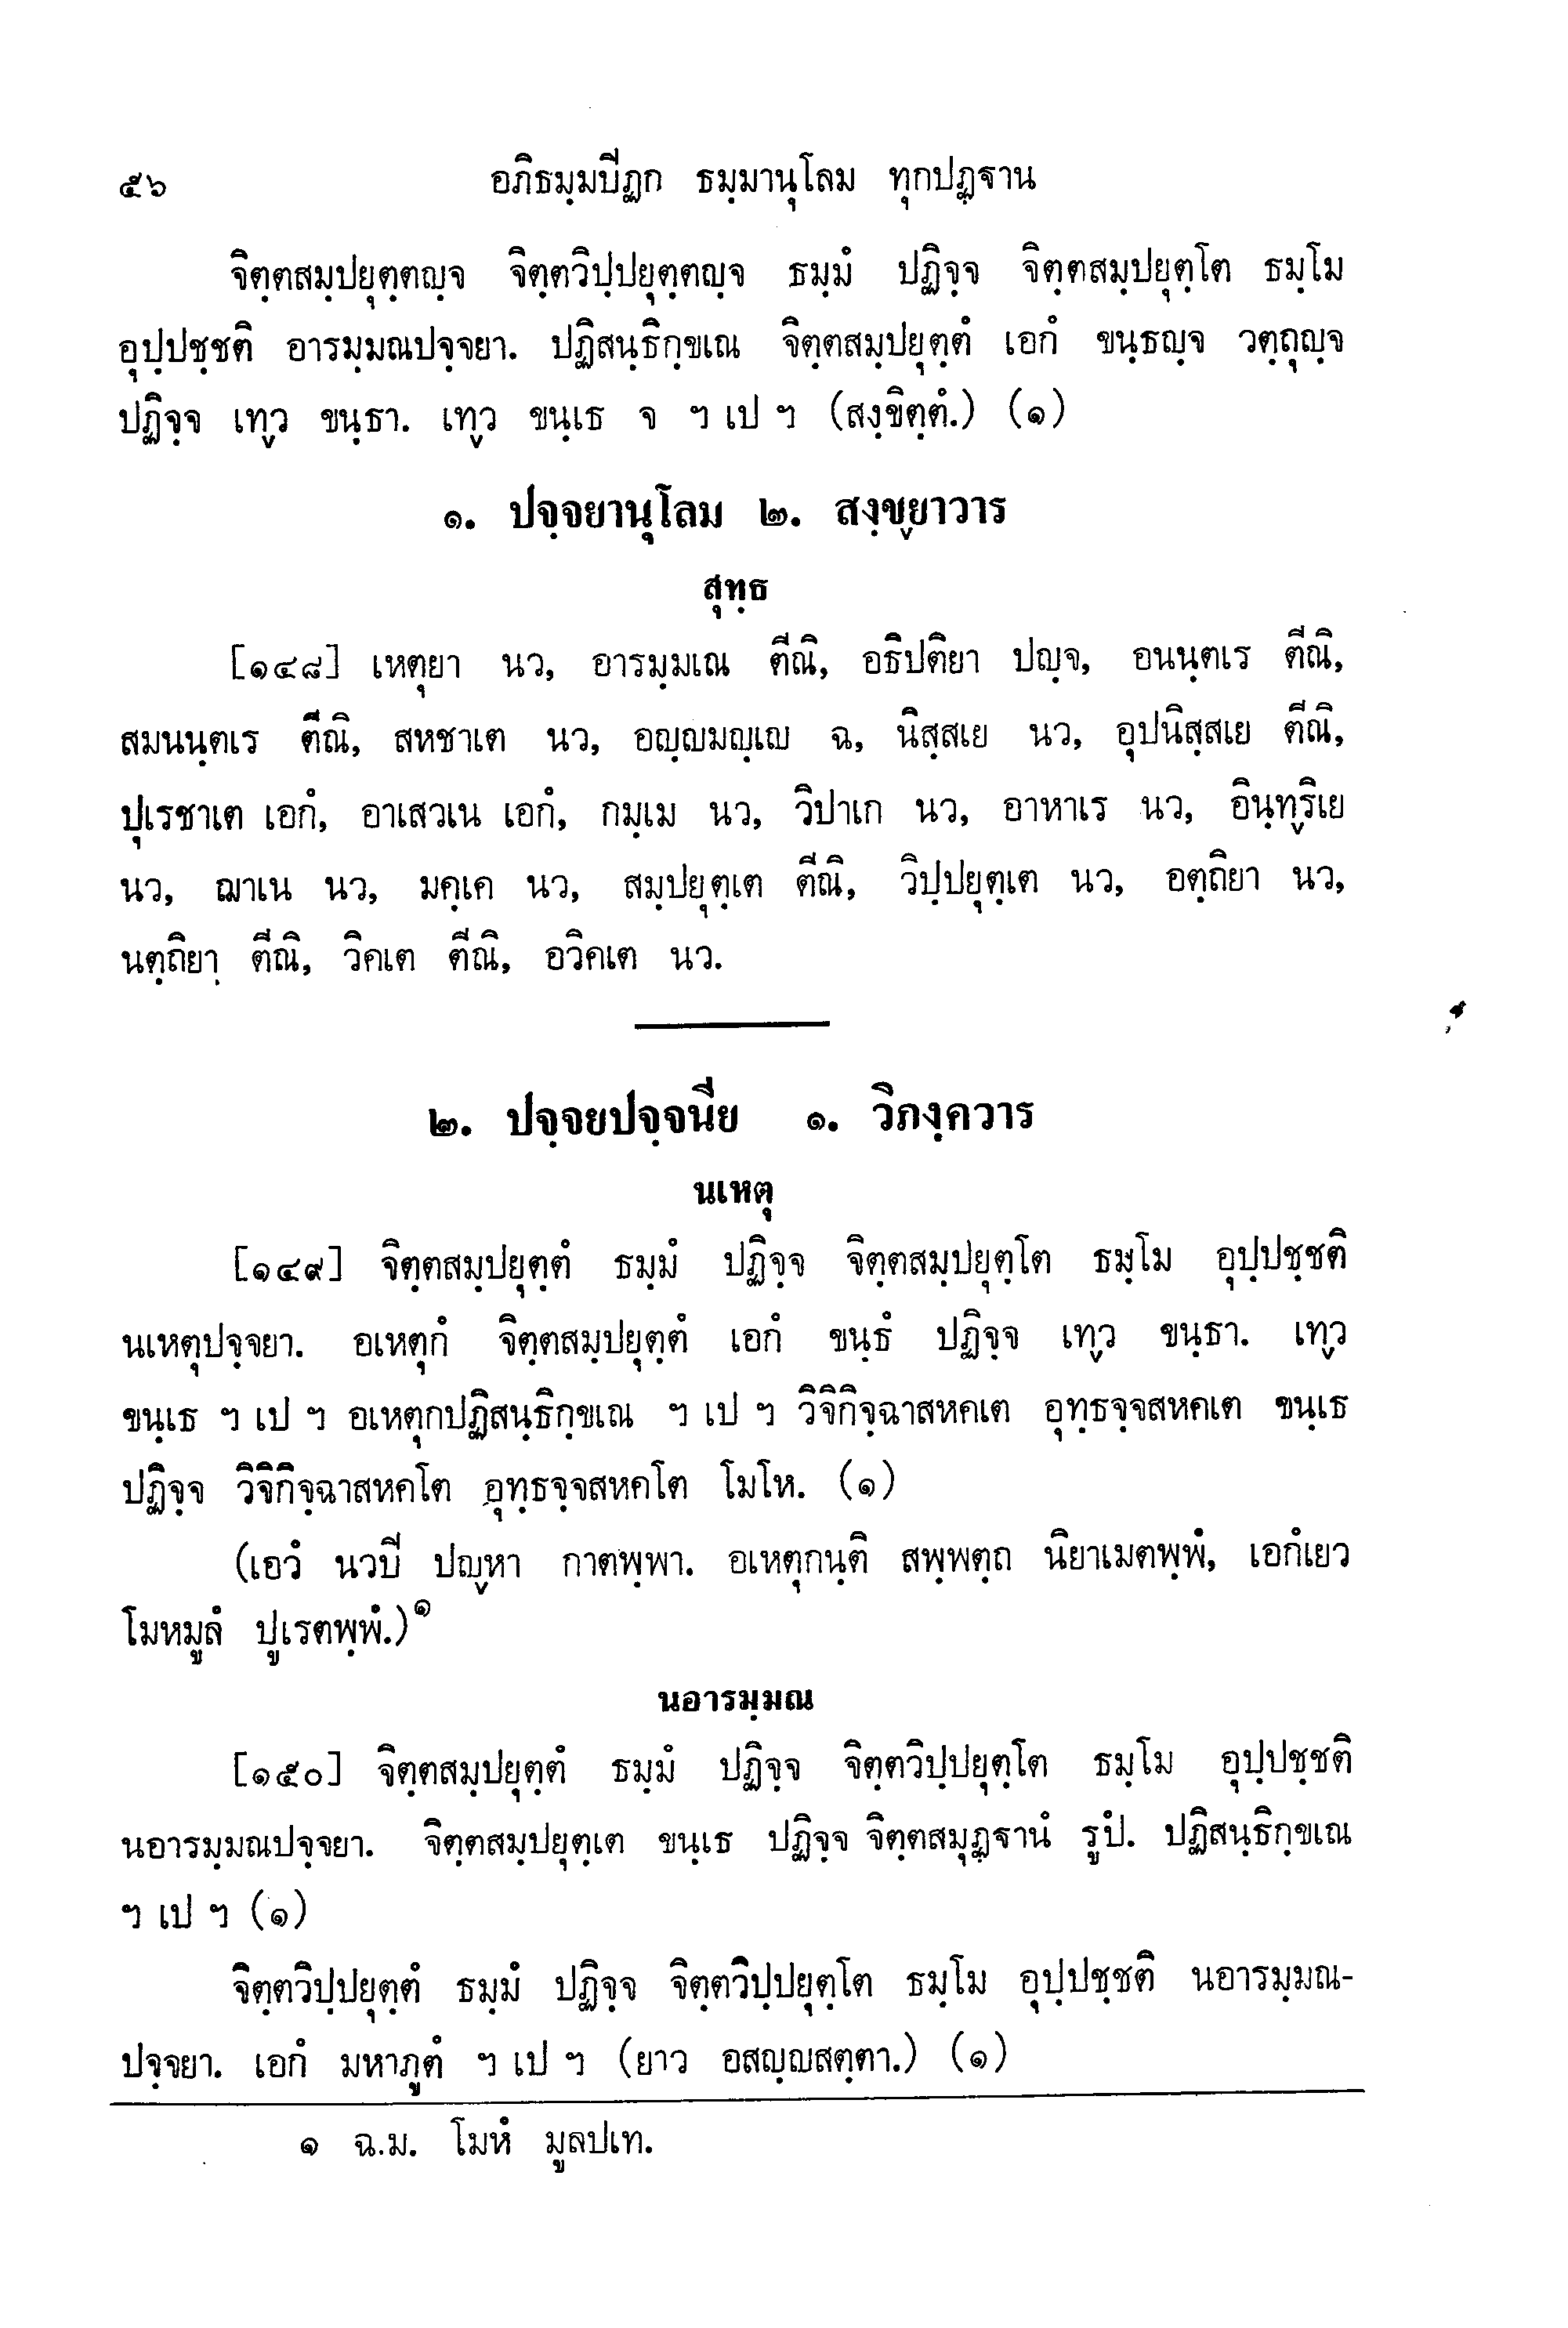 ๕๖ อภิธมฺมปีฏก ธมฺมานุโลม ทุกปฏฺฐาน
จิตฺตสมฺปยุตฺตญฺจ จิตฺตวิปฺปยุตฺตญฺจ ธมฺมํ ปฏิจฺจ จิตฺตสมฺปยุตฺโต ธมฺโม
อุปฺปชฺชติ อารมฺมณปจฺจยา. ปฏิสนฺธิกฺขเณ จิตฺตสมฺปยุตฺตํ เอกํ ขนฺธญฺจ วตฺถุญฺจ
ปฏิจฺจ เทฺว ขนฺธา. เทฺว ขนฺเธ จ ฯ เป ฯ (สงฺขิตฺตํ.) (๑)
๑. ปจฺจยานุโลม ๒. สงฺขฺยาวาร
สุทฺธ
[๑๔๘] เหตุยา นว, อารมฺมเณ ตีณิ, อธิปติยา ปญฺจ, อนนฺตเร ตีณิ,
สมนนฺตเร ตีณิ, สหชาเต นว, อญฺญมญฺเญ ฉ, นิสฺสเย นว, อุปนิสฺสเย ตีณิ,
ปุเรชาเต เอกํ, อาเสวเน เอกํ, กมฺเม นว, วิปาเก นว, อาหาเร นว, อินฺทฺริเย
นว, ฌาเน นว, มคฺเค นว, สมฺปยุตฺเต ตีณิ, วิปฺปยุตฺเต นว, อตฺถิยา นว,
นตฺถิยา ตีณิ, วิคเต ตีณิ, อวิคเต นว.
๒. ปจฺจยปจฺจนีย ๑. วิภงฺควาร
นเหตุ
[๑๔๙] จิตฺตสมฺปยุตฺตํ ธมฺมํ ปฏิจฺจ จิตฺตสมฺปยุตฺโต ธมฺโม อุปฺปชฺชติ
นเหตุปจฺจยา. อเหตุกํ จิตฺตสมฺปยุตฺตํ เอกํ ขนฺธํ ปฏิจฺจ เทฺว ขนฺธา. เทฺว
ขนฺเธ ฯ เป ฯ อเหตุกปฏิสนฺธิกฺขเณ ฯ เป ฯ วิจิกิจฺฉาสหคเต อุทฺธจฺจสหคเต ขนฺเธ
ปฏิจฺจ วิจิกิจฺฉาสหคโต อุทฺธจฺจสหคโต โมโห. (๑)
(เอวํ นวปี ปญฺหา กาตพฺพา. อเหตุกนฺติ สพฺพตฺถ นิยาเมตพฺพํ, เอกํเยว
โมหมูลํ ปูเรตพฺพํ.)๑
นอารมฺมณ
[๑๕๐] จิตฺตสมฺปยุตฺตํ ธมฺมํ ปฏิจฺจ จิตฺตวิปฺปยุตฺโต ธมฺโม อุปฺปชฺชติ
นอารมฺมณปจฺจยา. จิตฺตสมฺปยุตฺเต ขนฺเธ ปฏิจฺจ จิตฺตสมุฏฺฐานํ รูปํ. ปฏิสนฺธิกฺขเณ
ฯ เป ฯ (๑)
จิตฺตวิปฺปยุตฺตํ ธมฺมํ ปฏิจฺจ จิตฺตวิปฺปยุตฺโต ธมฺโม อุปฺปชฺชติ นอารมฺมณ-
ปจฺจยา. เอกํ มหาภูตํ ฯ เป ฯ (ยาว อสญฺญสตฺตา.) (๑)
๑ ฉ.ม. โมหํ มูลปเท.